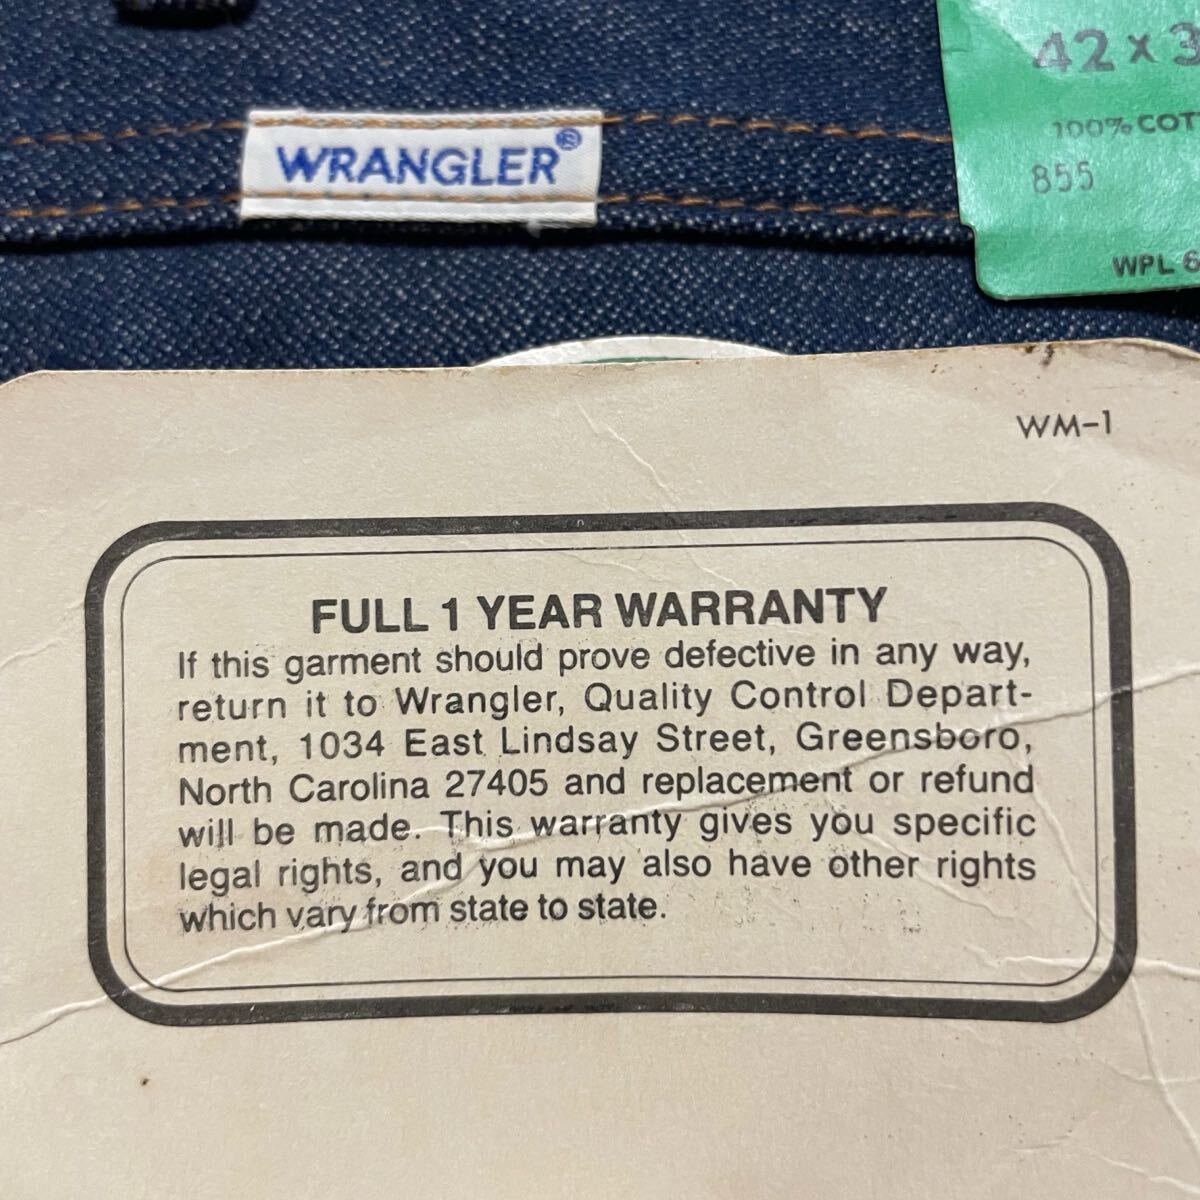 42 x 3
100% COT
855
WPL 6
WRANGLER®
WM-1
FULL 1 YEAR WARRANTY
If this garment should prove defective in any way,
return it to Wrangler, Quality Control Depart-
ment, 1034 East Lindsay Street, Greensboro,
North Carolina 27405 and replacement or refund
will be made. This warranty gives you specific
legal rights, and you may also have other rights
which vary from state to state.